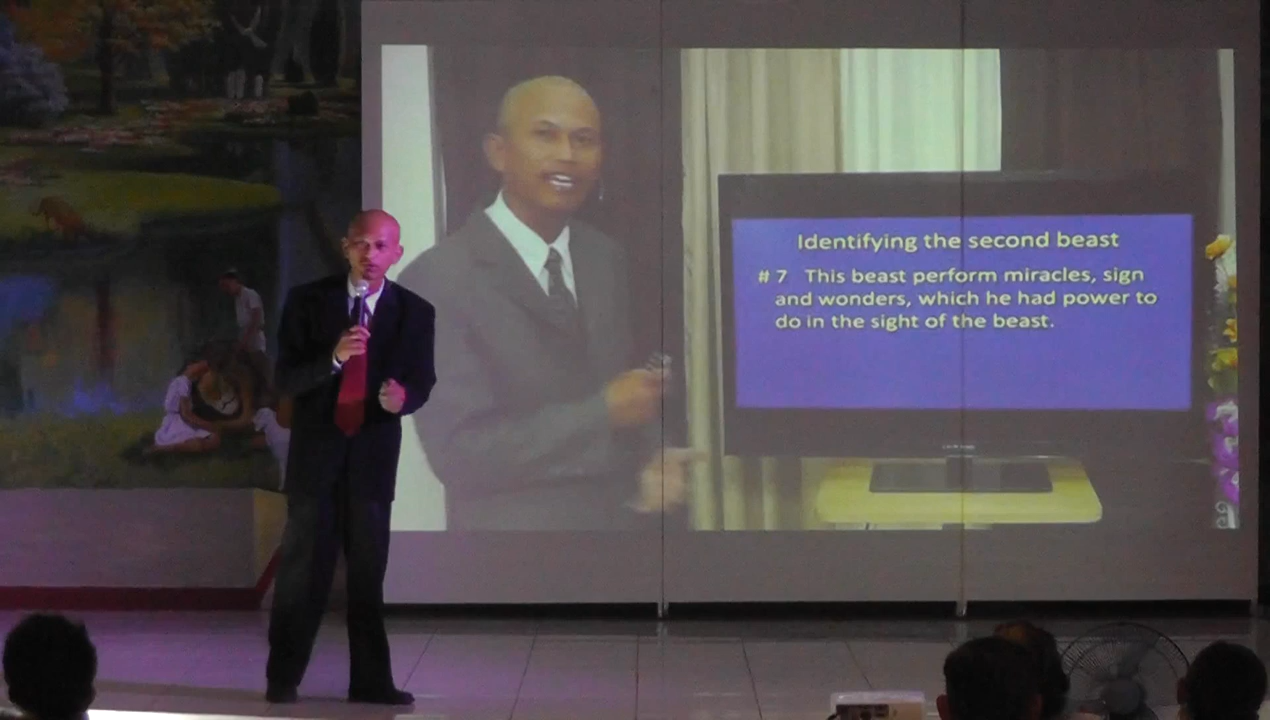 Identifying the second beast
# 7 This beast perform miracles, sign
and wonders, which he had power to
do in the sight of the beast.